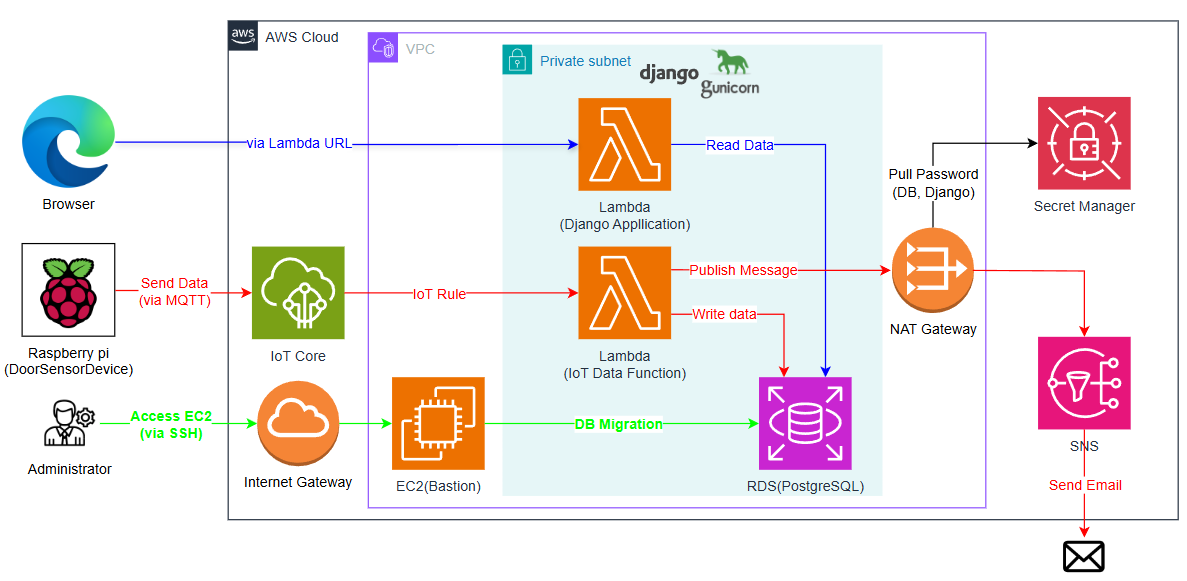 aws
AWS Cloud
VPC
Private subnet
django
gunicorn
via Lambda URL
Read Data
Browser
Lambda
(Django Appllication)
Pull Password
(DB, Django)
Secret Manager
Send Data
(via MQTT)
IoT Rule
Publish Message
Write data
NAT Gateway
Raspberry pi
(DoorSensorDevice)
IoT Core
Lambda
(IoT Data Function)
Access EC2
(via SSH)
DB Migration
SNS
Administrator
Internet Gateway
EC2(Bastion)
RDS(PostgreSQL)
Send Email